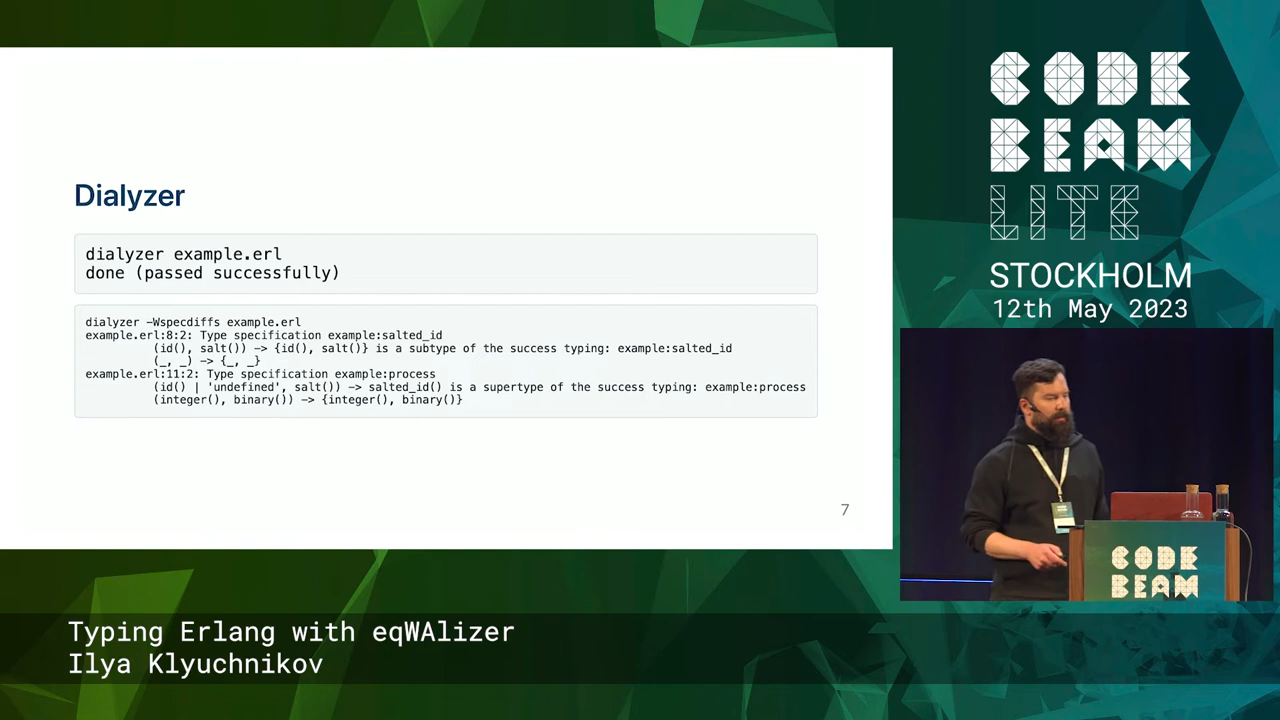 Dialyzer
dialyzer example.erl
done (passed successfully)
dialyzer -Wspecdiffs example.erl
example.erl:8:2: Type specification example:salted_id
(id(), salt()) -> {id(), salt()} is a subtype of the success typing: example:salted_id
(_, _) -> {_, _}
example.erl:11:2: Type specification example:process
(id() | 'undefined', salt()) -> salted_id() is a supertype of the success typing: example:process
(integer(), binary()) -> {integer(), binary()}
7
CODE
BEAM
LITE
STOCKHOLM
12th May 2023
CODE
BEAM
Typing Erlang with eqWAlizer
Ilya Klyuchnikov